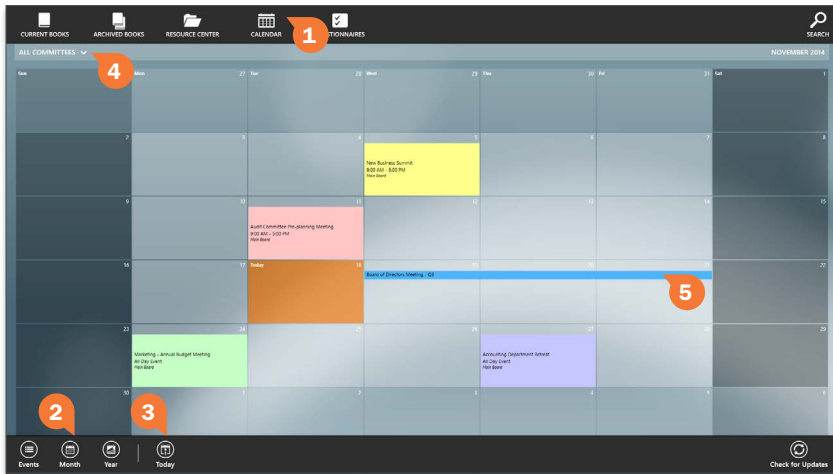 CURRENT BOOKS ARCHIVED BOOKS RESOURCE CENTER CALENDAR 1 TIONNAIRES SEARCH
ALL COMMITTEES 4 NOVEMBER 2014
Sun Mon 27 Tue 28 Wed 29 Thu 30 Fri 31 Sat 1
2 3 4 5 6 7 8
New Business Summit
9:00 AM - 5:00 PM
Main Board
9 10 11 12 13 14 15
Audit Committee Pre-planning Meeting
9:00 AM - 5:00 PM
Main Board
16 17 Today 18 19 20 21 22
Board of Directors Meeting - Q3
5
23 24 25 26 27 28 29
Marketing - Annual Budget Meeting
All Day Event
Main Board
Accounting Department Retreat
All Day Event
Main Board
30 1 2 3 4 5 6
2 3
Events Month Year Today Check for Updates